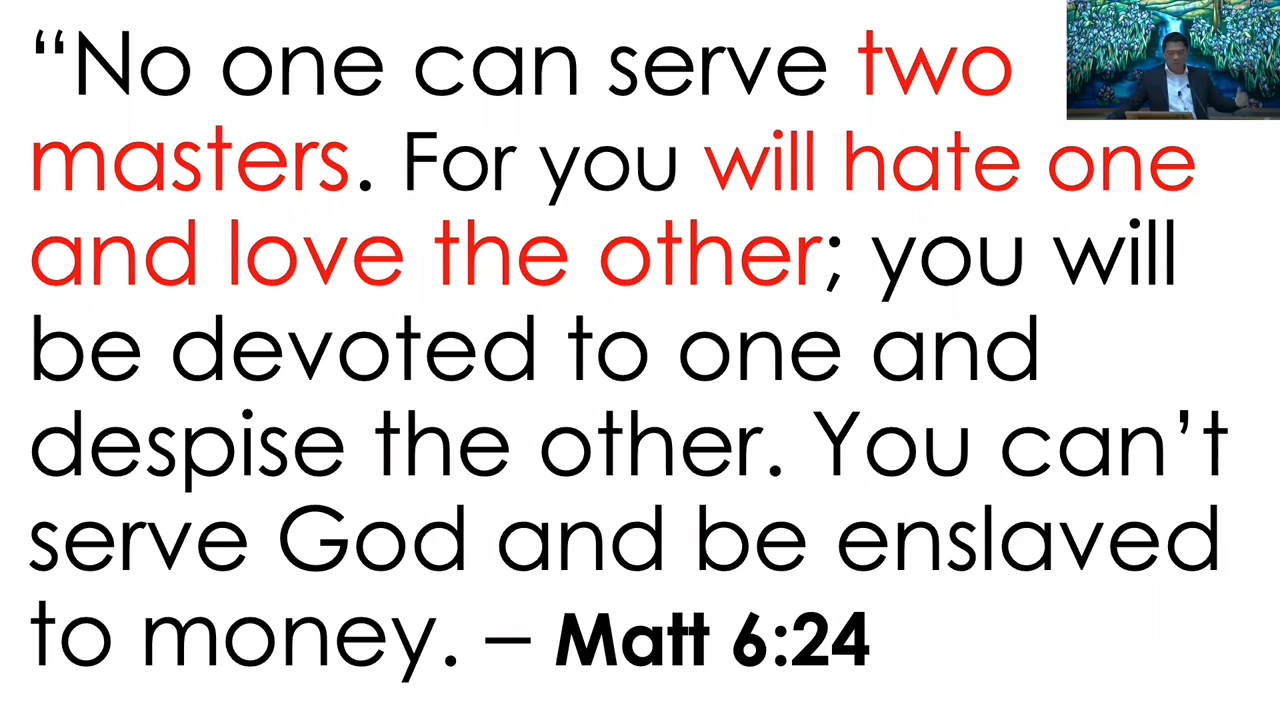 “No one can serve two
masters. For you will hate one
and love the other; you will
be devoted to one and
despise the other. You can’t
serve God and be enslaved
to money. – Matt 6:24